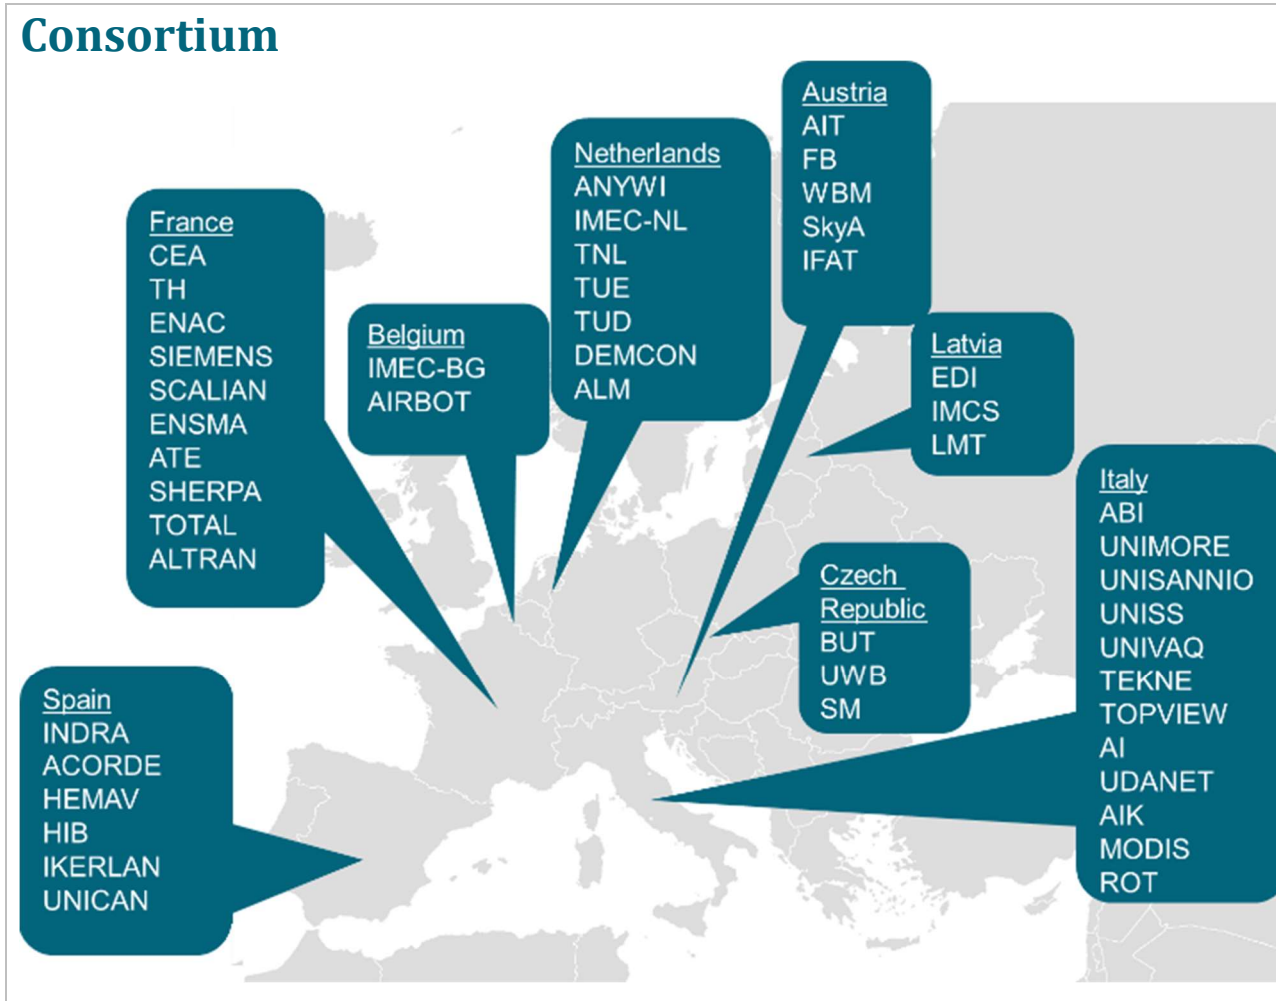 Consortium
France
CEA
TH
ENAC
SIEMENS
SCALIAN
ENSMA
ATE
SHERPA
TOTAL
ALTRAN
Belgium
IMEC-BG
AIRBOT
Netherlands
ANYWI
IMEC-NL
TNL
TUE
TUD
DEMCON
ALM
Austria
AIT
FB
WBM
SkyA
IFAT
Latvia
EDI
IMCS
LMT
Czech
Republic
BUT
UWB
SM
Italy
ABI
UNIMORE
UNISANNIO
UNISS
UNIVAQ
TEKNE
TOPVIEW
AI
UDANET
AIK
MODIS
ROT
Spain
INDRA
ACORDE
HEMAV
HIB
IKERLAN
UNICAN